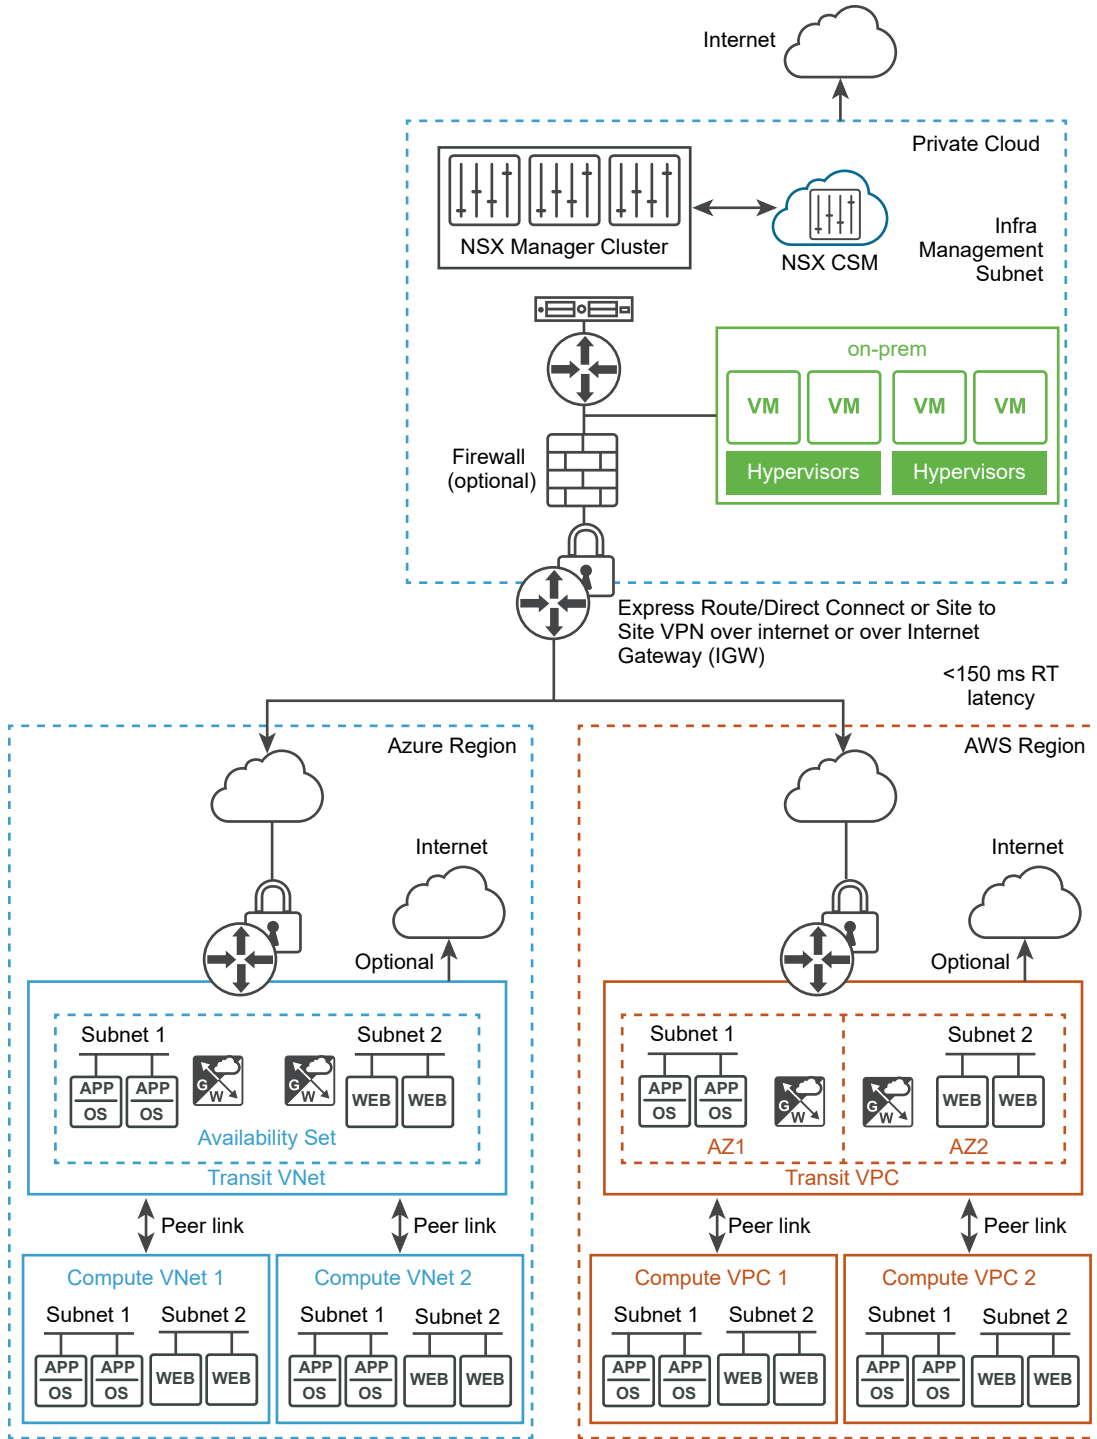 Internet
Private Cloud
NSX Manager Cluster
NSX CSM
Infra
Management
Subnet
on-prem
VM VM VM VM
Hypervisors Hypervisors
Firewall
(optional)
Express Route/Direct Connect or Site to
Site VPN over internet or over Internet
Gateway (IGW)
<150 ms RT
latency
Azure Region
Internet
Optional
Subnet 1
Subnet 2
APP APP
OS OS
G W
G W
WEB WEB
Availability Set
Transit VNet
Peer link
Peer link
Compute VNet 1
Subnet 1 Subnet 2
APP APP
OS OS
WEB WEB
Compute VNet 2
Subnet 1 Subnet 2
APP APP
OS OS
WEB WEB
AWS Region
Internet
Optional
Subnet 1
Subnet 2
APP APP
OS OS
G W
G W
WEB WEB
AZ1
AZ2
Transit VPC
Peer link
Peer link
Compute VPC 1
Subnet 1 Subnet 2
APP APP
OS OS
WEB WEB
Compute VPC 2
Subnet 1 Subnet 2
APP APP
OS OS
WEB WEB